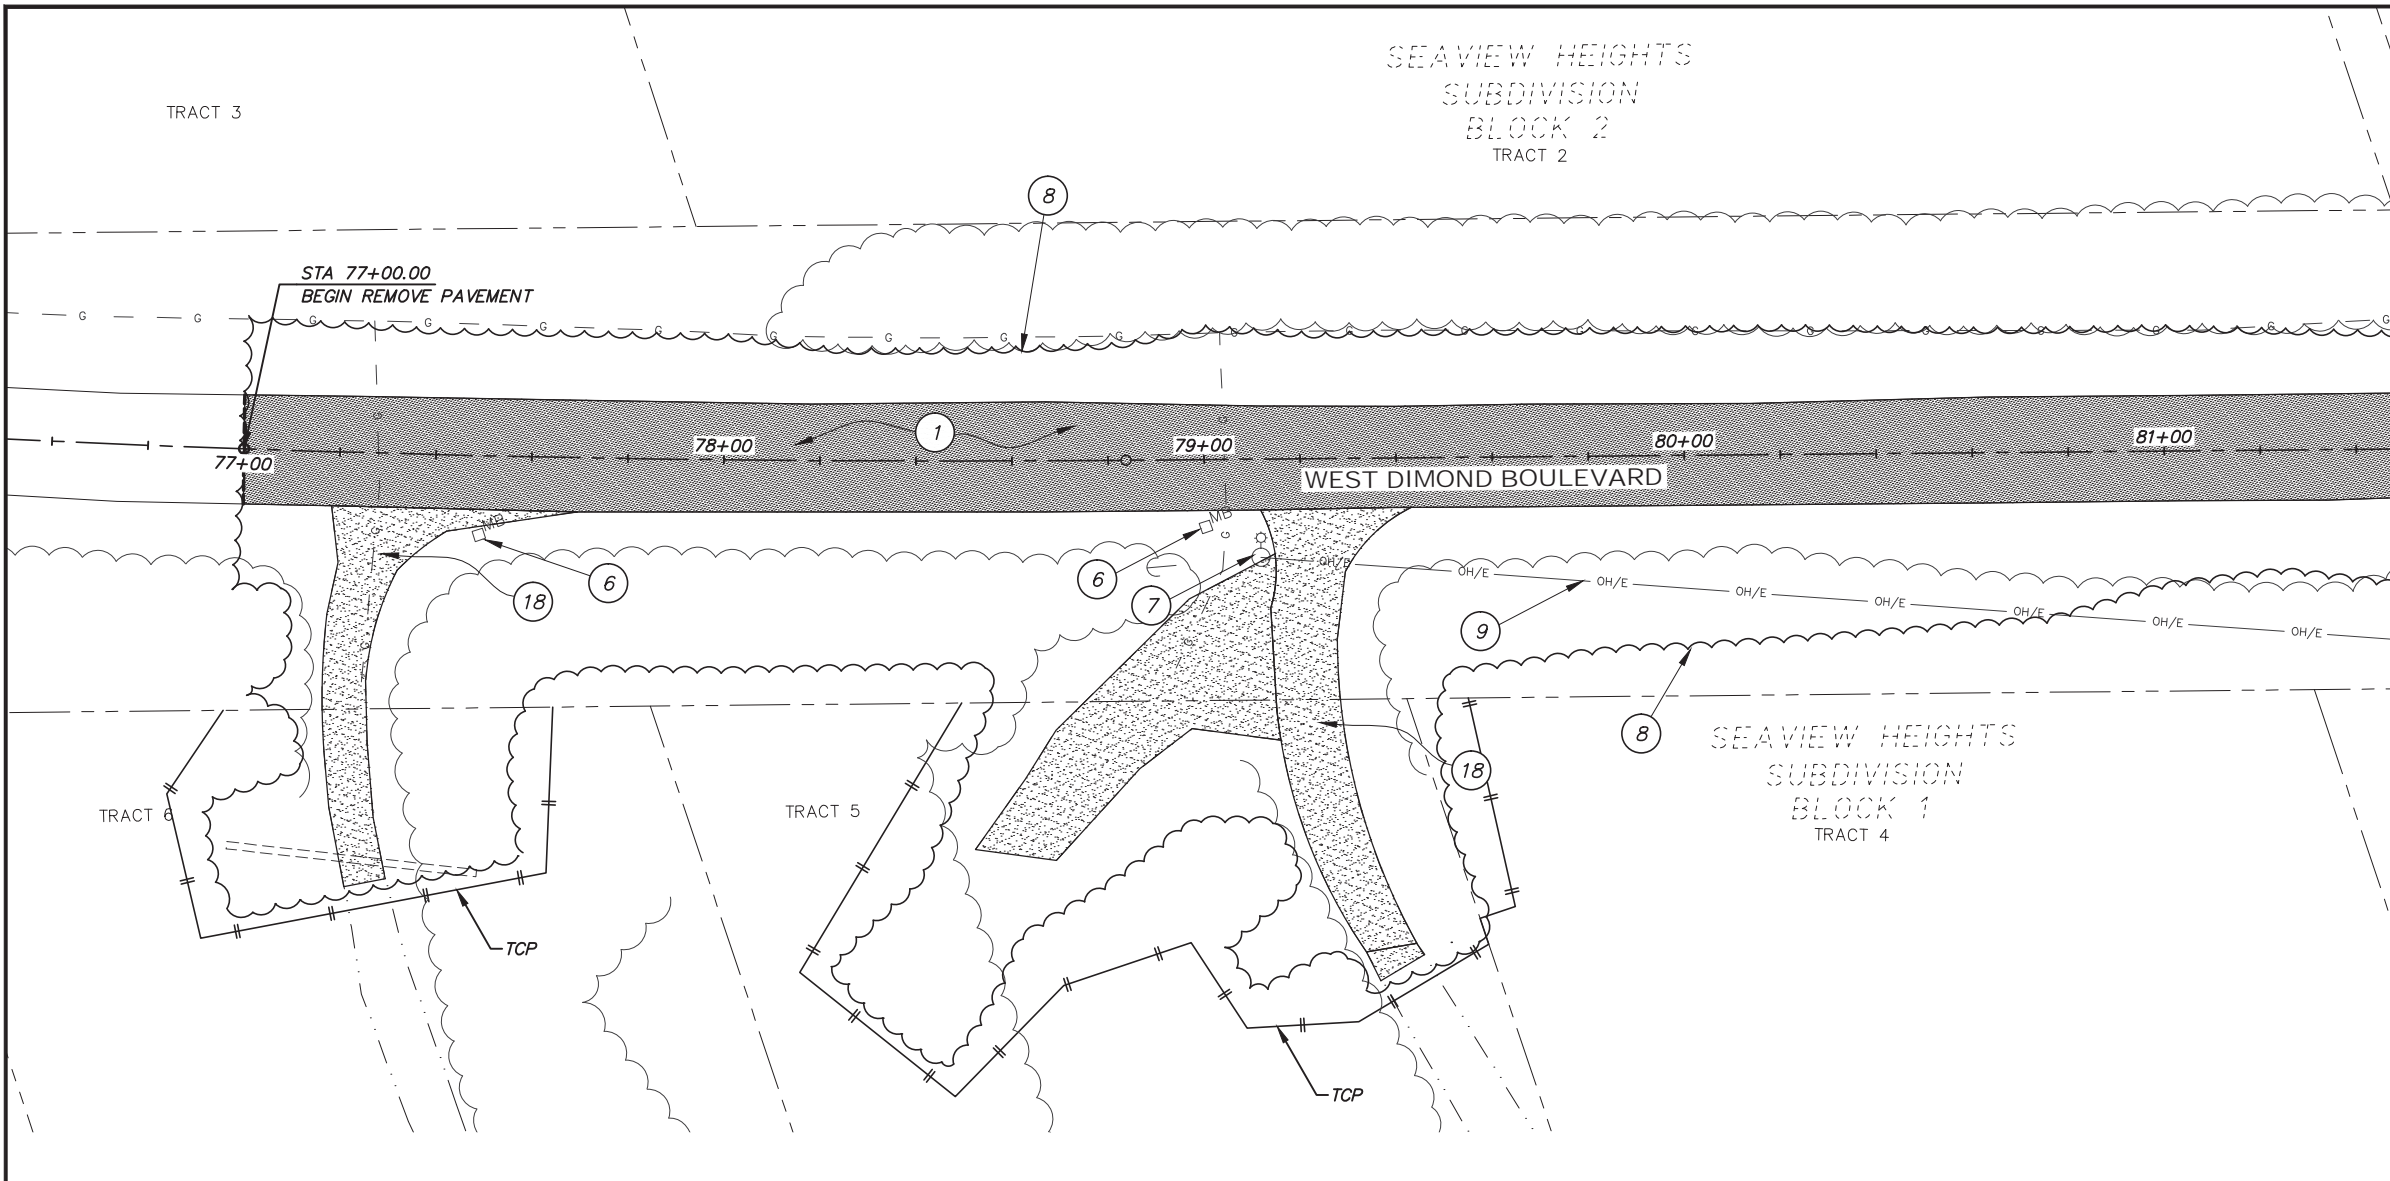 SEAVIEW HEIGHTS
SUBDIVISION
BLOCK 2
TRACT 2
TRACT 3
8
STA 77+00.00
BEGIN REMOVE PAVEMENT
G G G G G G G G G G G G G G G G G G G G G
G G
1
77+00 78+00 79+00 80+00 81+00
WEST DIMOND BOULEVARD
MB MB
G G
18 6 6 7
OH/E OH/E OH/E OH/E OH/E OH/E OH/E OH/E
9
G G
8
18
SEAVIEW HEIGHTS
SUBDIVISION
BLOCK 1
TRACT 4
TRACT 6
TRACT 5
TCP
TCP